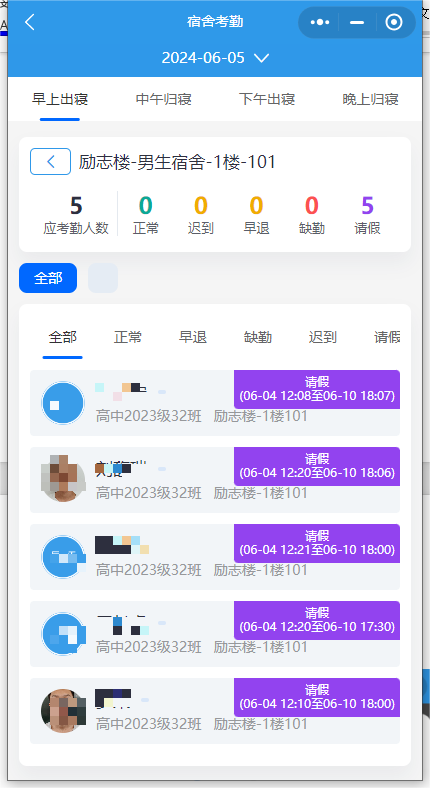 宿舍考勤
2024-06-05
早上出寝 中午归寝 下午出寝 晚上归寝
励志楼-男生宿舍-1楼-101
5 0 0 0 0 5
应考勤人数 正常 迟到 早退 缺勤 请假
全部
全部 正常 早退 缺勤 迟到 请假
请假
(06-04 12:08至06-10 18:07)
高中2023级32班 励志楼-1楼101
请假
(06-04 12:20至06-10 18:06)
高中2023级32班 励志楼-1楼101
请假
(06-04 12:21至06-10 18:00)
高中2023级32班 励志楼-1楼101
请假
(06-04 12:20至06-10 17:30)
高中2023级32班 励志楼-1楼101
请假
(06-04 12:10至06-10 18:00)
高中2023级32班 励志楼-1楼101